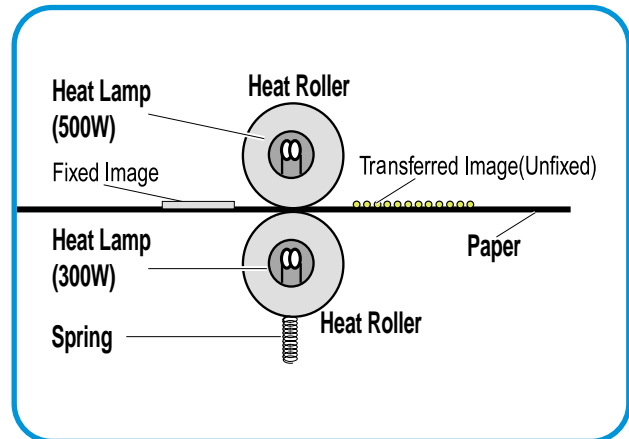 Heat Roller
Heat Lamp
(500W)
Fixed Image
Transferred Image(Unfixed)
Heat Lamp
(300W)
Paper
Heat Roller
Spring